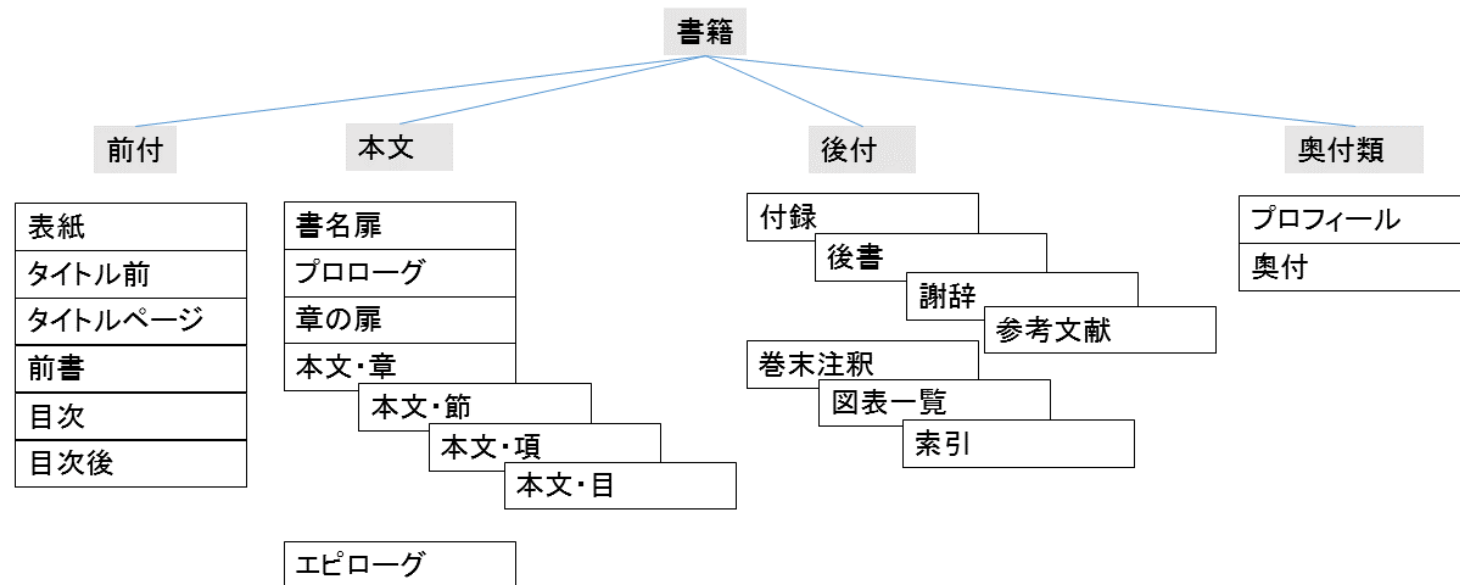 書籍
前付
本文
後付
奥付類
表紙
タイトル前
タイトルページ
前書
目次
目次後
書名扉
プロローグ
章の扉
本文・章
本文・節
本文・項
本文・目
エピローグ
付録
後書
謝辞
参考文献
巻末注釈
図表一覧
索引
プロフィール
奥付